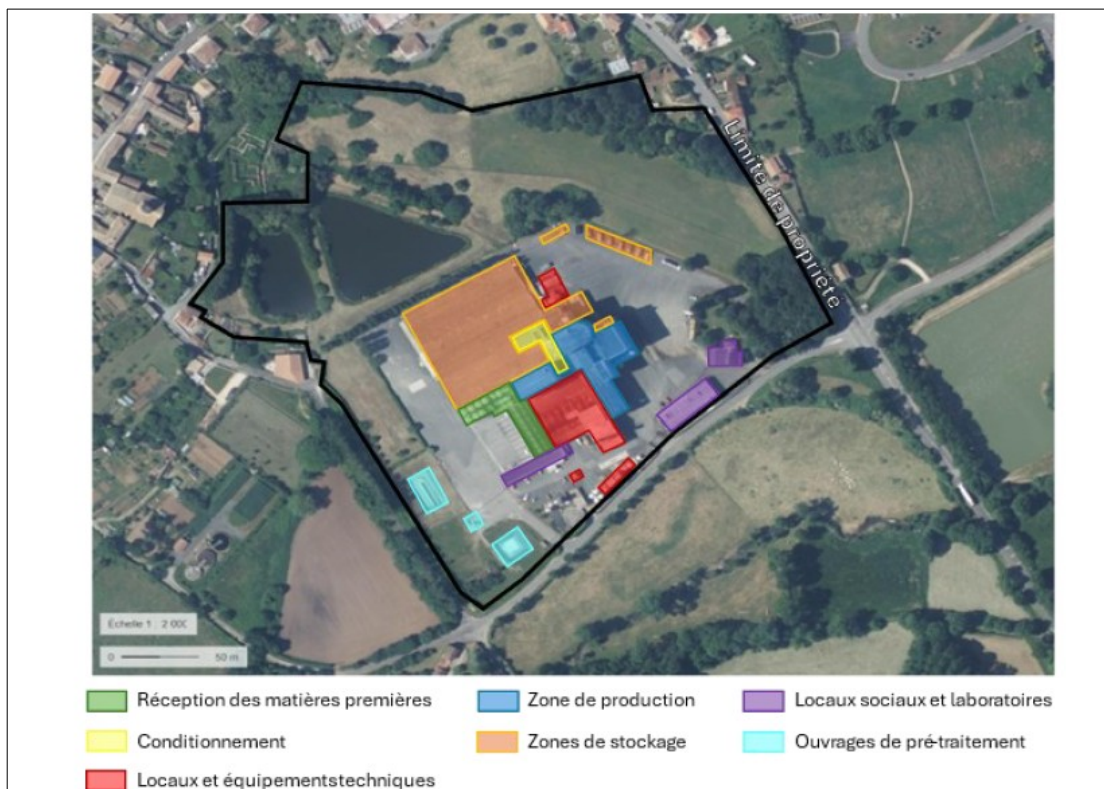 Limite de propriété
Échelle 1 : 2 000
0 50 m
Réception des matières premières
Zone de production
Locaux sociaux et laboratoires
Conditionnement
Zones de stockage
Ouvrages de pré-traitement
Locaux et équipementstechniques